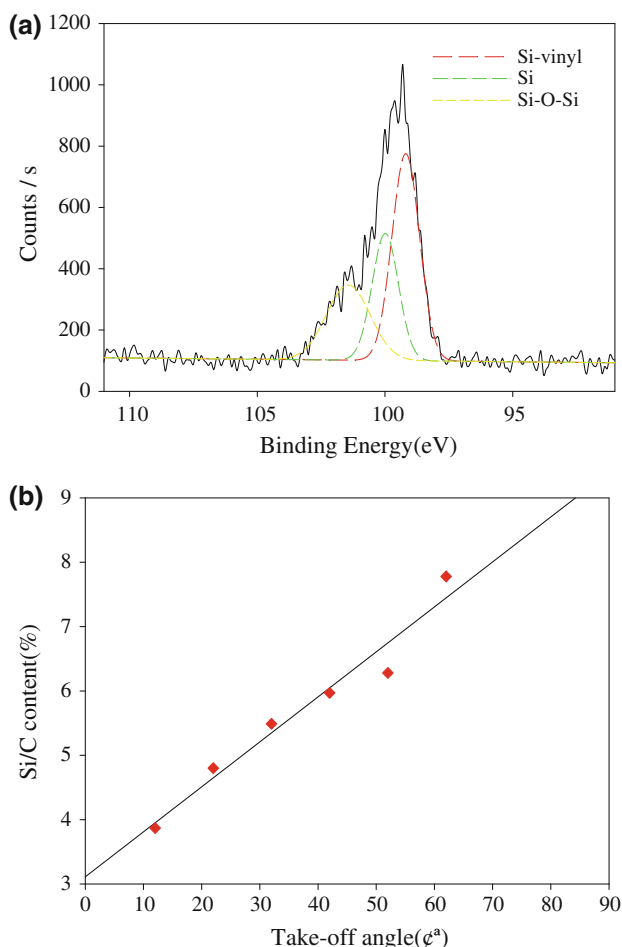 (a)
1200
1000
800
600
400
200
0
Counts / s
Si-vinyl
Si
Si-O-Si
110 105 100 95
Binding Energy(eV)
(b)
9
8
7
6
5
4
3
Si/C content(%)
0 10 20 30 40 50 60 70 80 90
Take-off angle(¢ª)